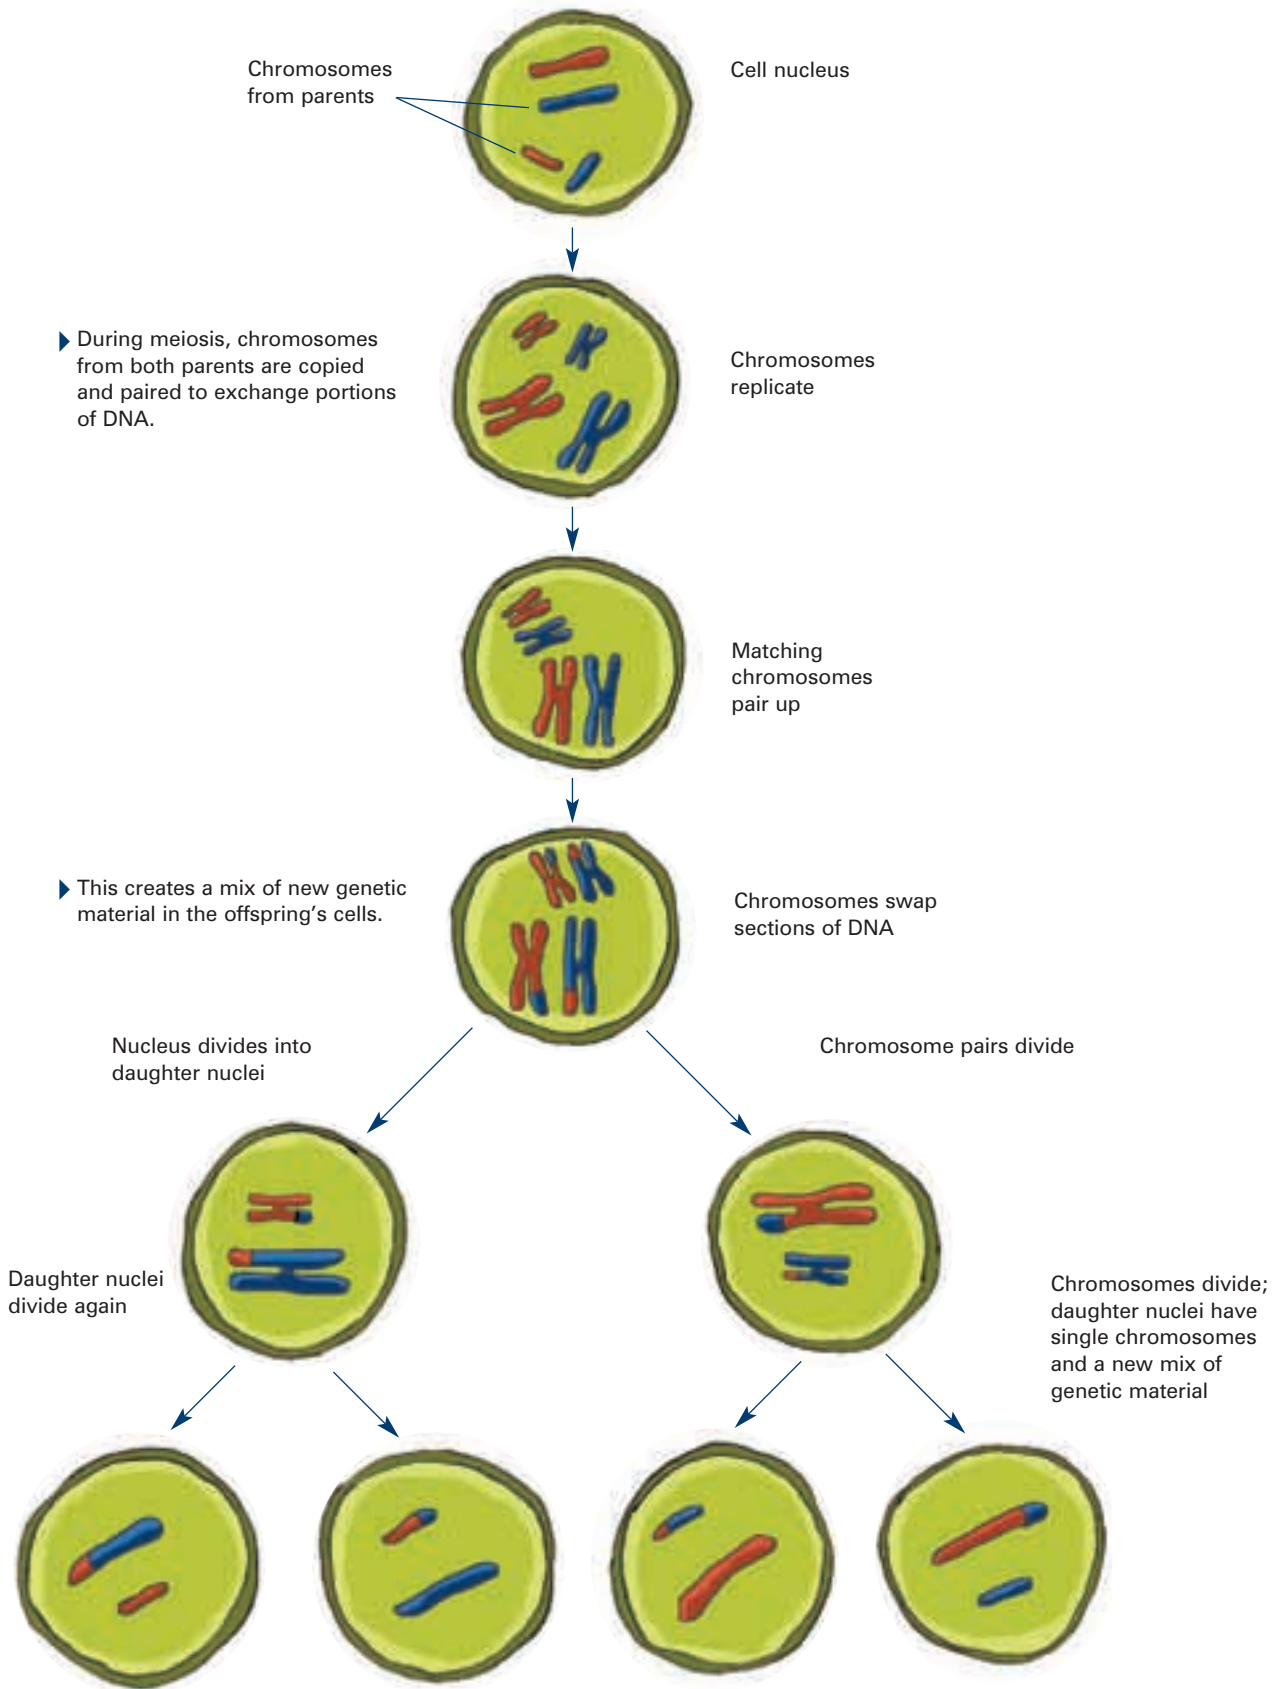 Chromosomes
from parents
Cell nucleus
During meiosis, chromosomes
from both parents are copied
and paired to exchange portions
of DNA.
Chromosomes
replicate
Matching
chromosomes
pair up
This creates a mix of new genetic
material in the offspring’s cells.
Chromosomes swap
sections of DNA
Nucleus divides into
daughter nuclei
Chromosome pairs divide
Daughter nuclei
divide again
Chromosomes divide;
daughter nuclei have
single chromosomes
and a new mix of
genetic material